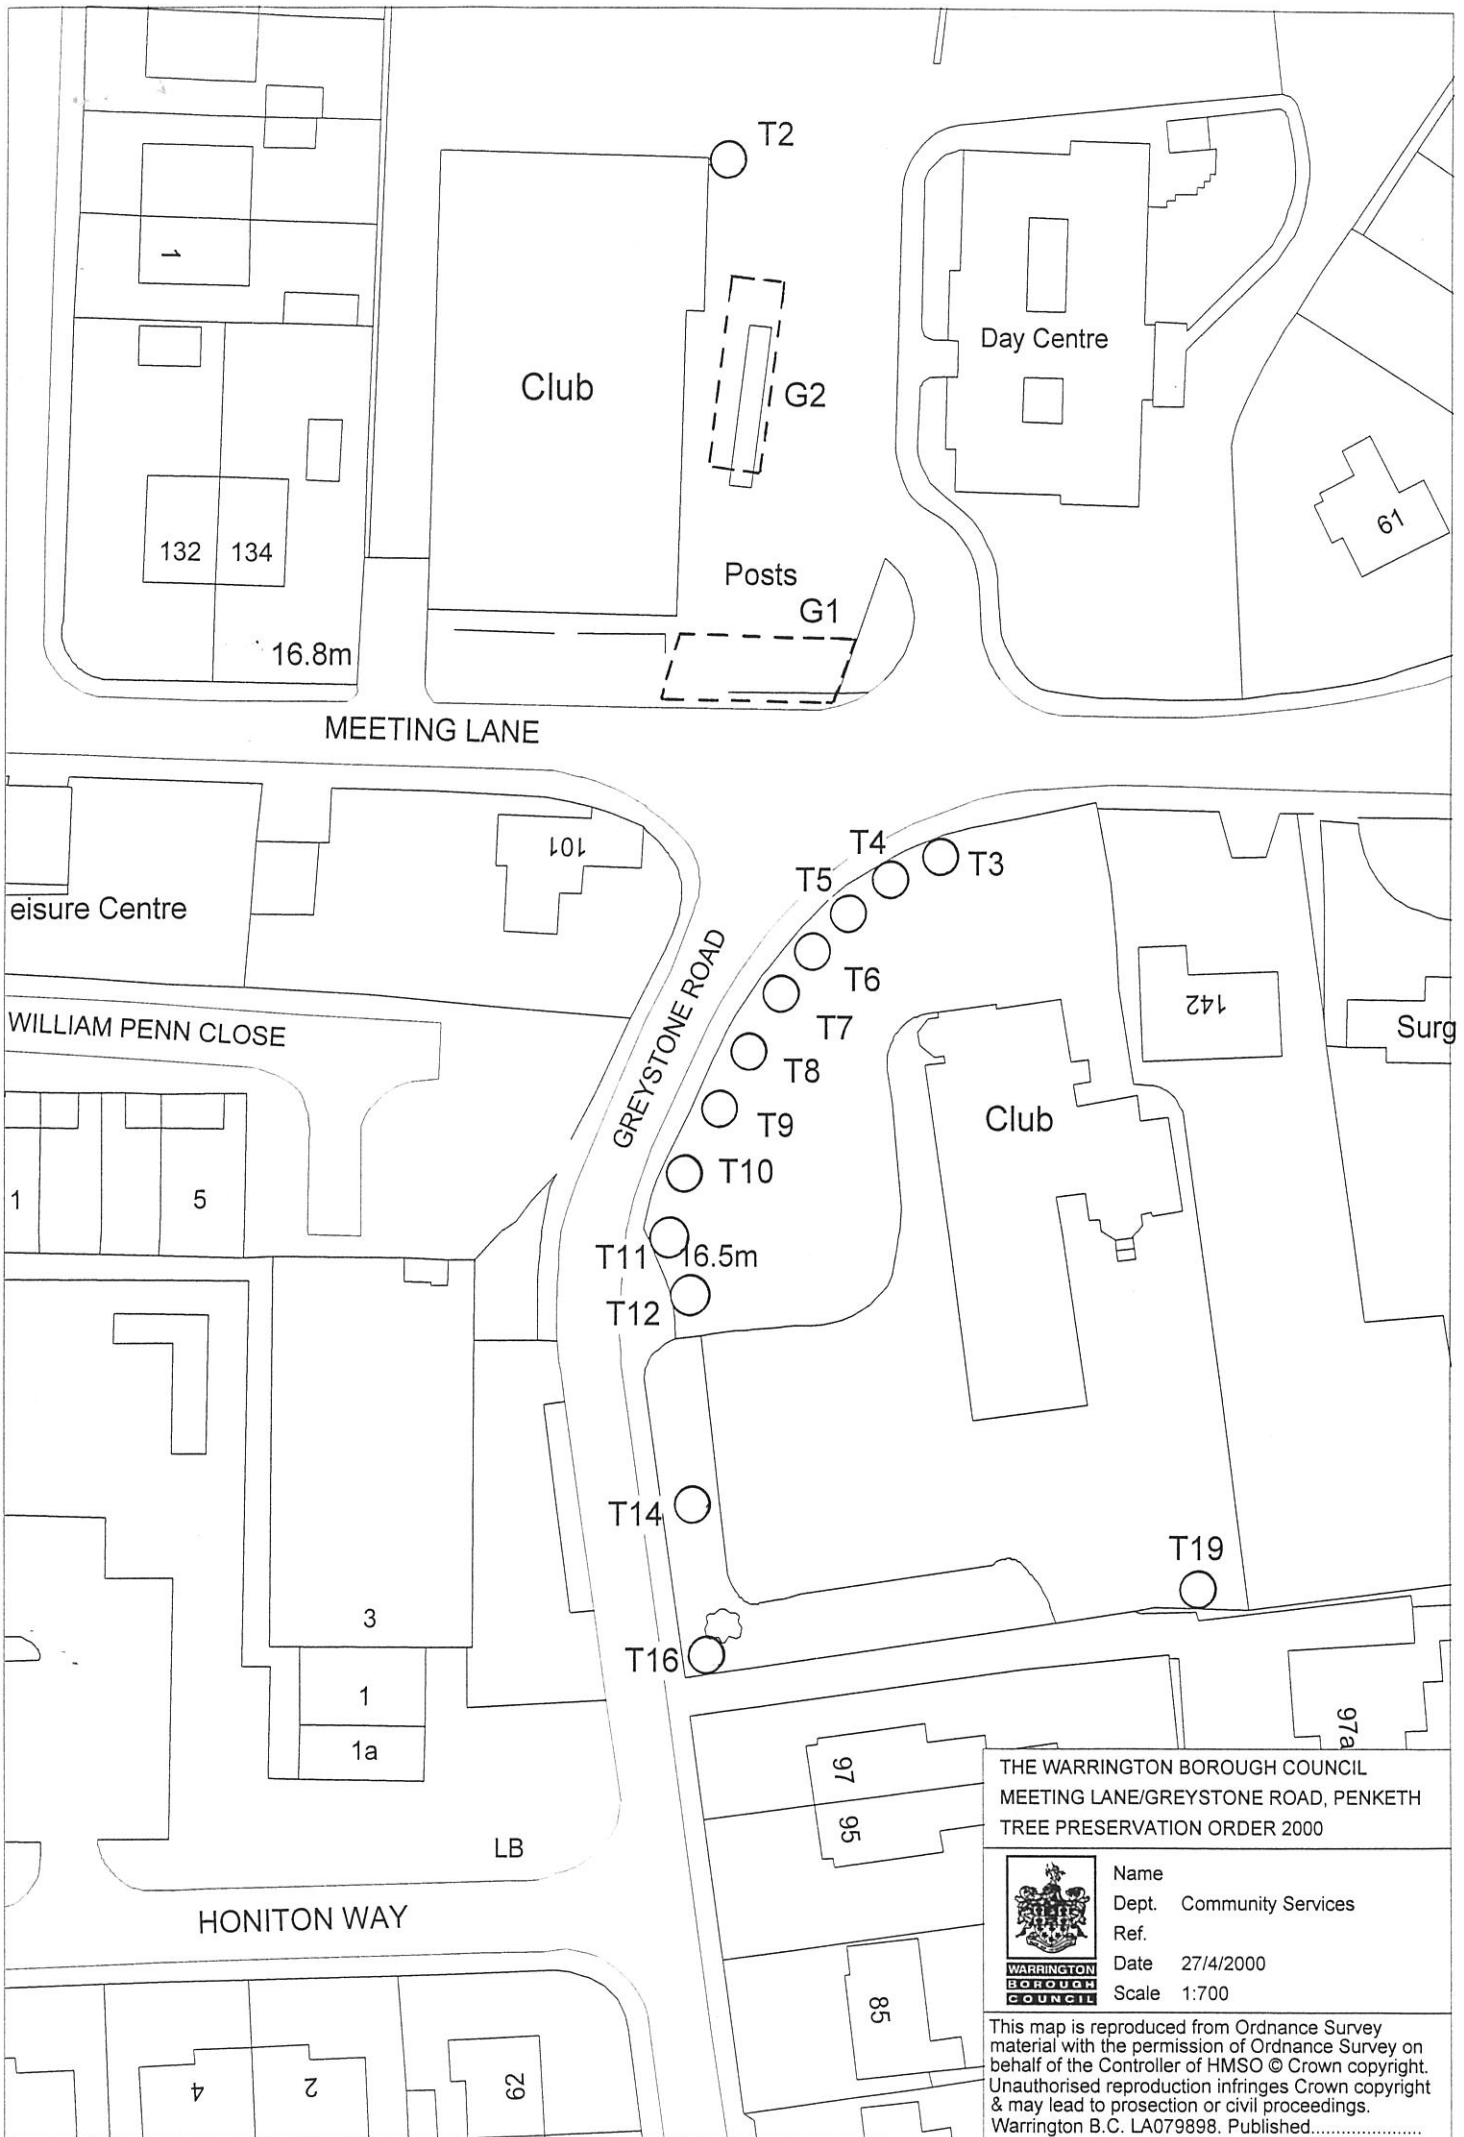 T2
1
Club
G2
Day Centre
61
132
134
Posts
G1
16.8m
MEETING LANE
101
T4
T3
T5
eisure Centre
T6
142
GREYSTONE ROAD
T7
WILLIAM PENN CLOSE
Surg
T8
Club
T9
T10
1
5
T11
16.5m
T12
T14
T19
3
T16
1
97a
1a
97
95
LB
HONITON WAY
85
4
2
62
THE WARRINGTON BOROUGH COUNCIL
MEETING LANE/GREYSTONE ROAD, PENKETH
TREE PRESERVATION ORDER 2000
Name
Dept. Community Services
Ref.
Date 27/4/2000
Scale 1:700
WARRINGTON
BOROUGH
COUNCIL
This map is reproduced from Ordnance Survey
material with the permission of Ordnance Survey on
behalf of the Controller of HMSO © Crown copyright.
Unauthorised reproduction infringes Crown copyright
& may lead to prosection or civil proceedings.
Warrington B.C. LA079898. Published......................